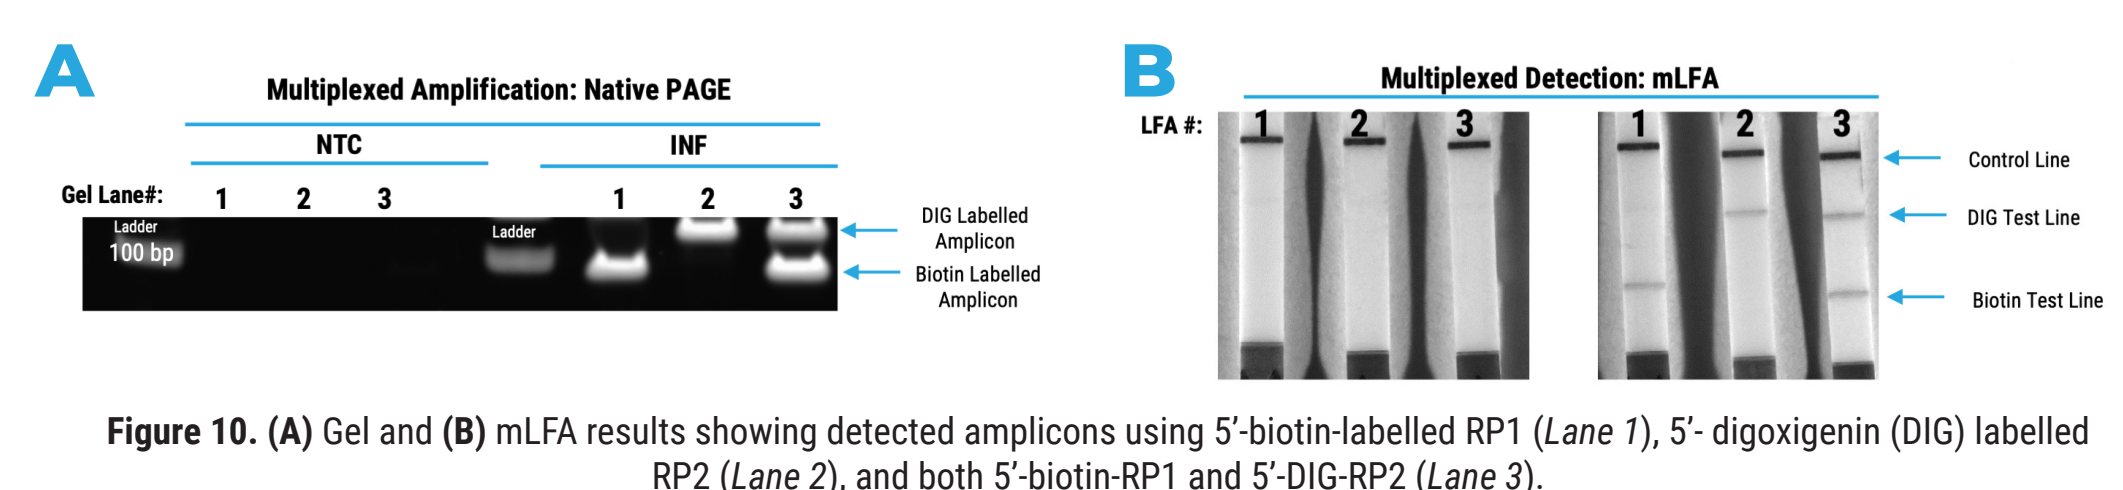 A
Multiplexed Amplification: Native PAGE
NTC
INF
Gel Lane#:
1
2
3
1
2
3
Ladder
100 bp
Ladder
DIG Labelled
Amplicon
Biotin Labelled
Amplicon
B
Multiplexed Detection: mLFA
LFA #:
1
2
3
1
2
3
Control Line
DIG Test Line
Biotin Test Line
Figure 10. (A) Gel and (B) mLFA results showing detected amplicons using 5’-biotin-labelled RP1 (Lane 1), 5’- digoxigenin (DIG) labelled
RP2 (Lane 2), and both 5’-biotin-RP1 and 5’-DIG-RP2 (Lane 3).